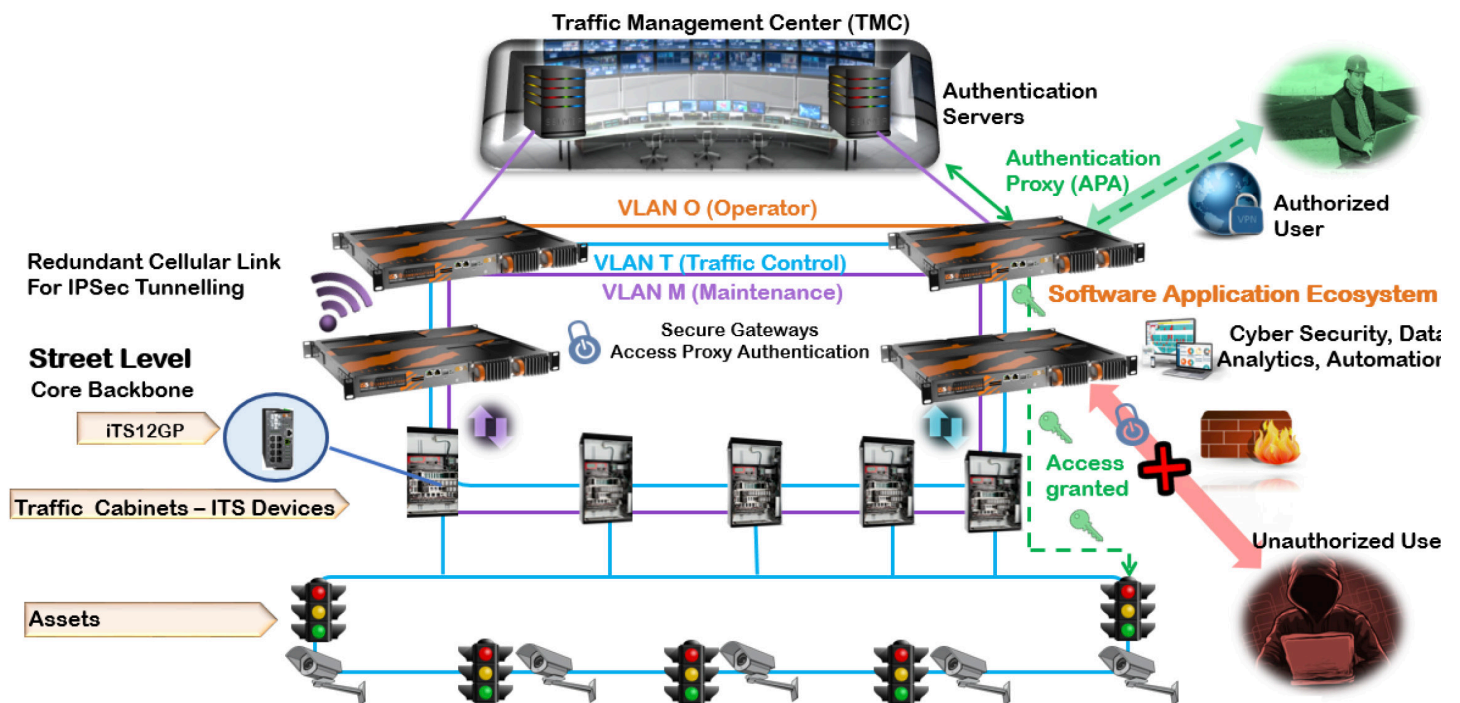 Traffic Management Center (TMC)
Authentication
Servers
Authentication
Proxy (APA)
VPN
Authorized
User
VLAN O (Operator)
VLAN T (Traffic Control)
VLAN M (Maintenance)
Redundant Cellular Link
For IPSec Tunnelling
Software Application Ecosystem
Secure Gateways
Access Proxy Authentication
Cyber Security, Data
Analytics, Automation
Street Level
Core Backbone
iTS12GP
Access
granted
Traffic Cabinets – ITS Devices
Unauthorized Use
Assets